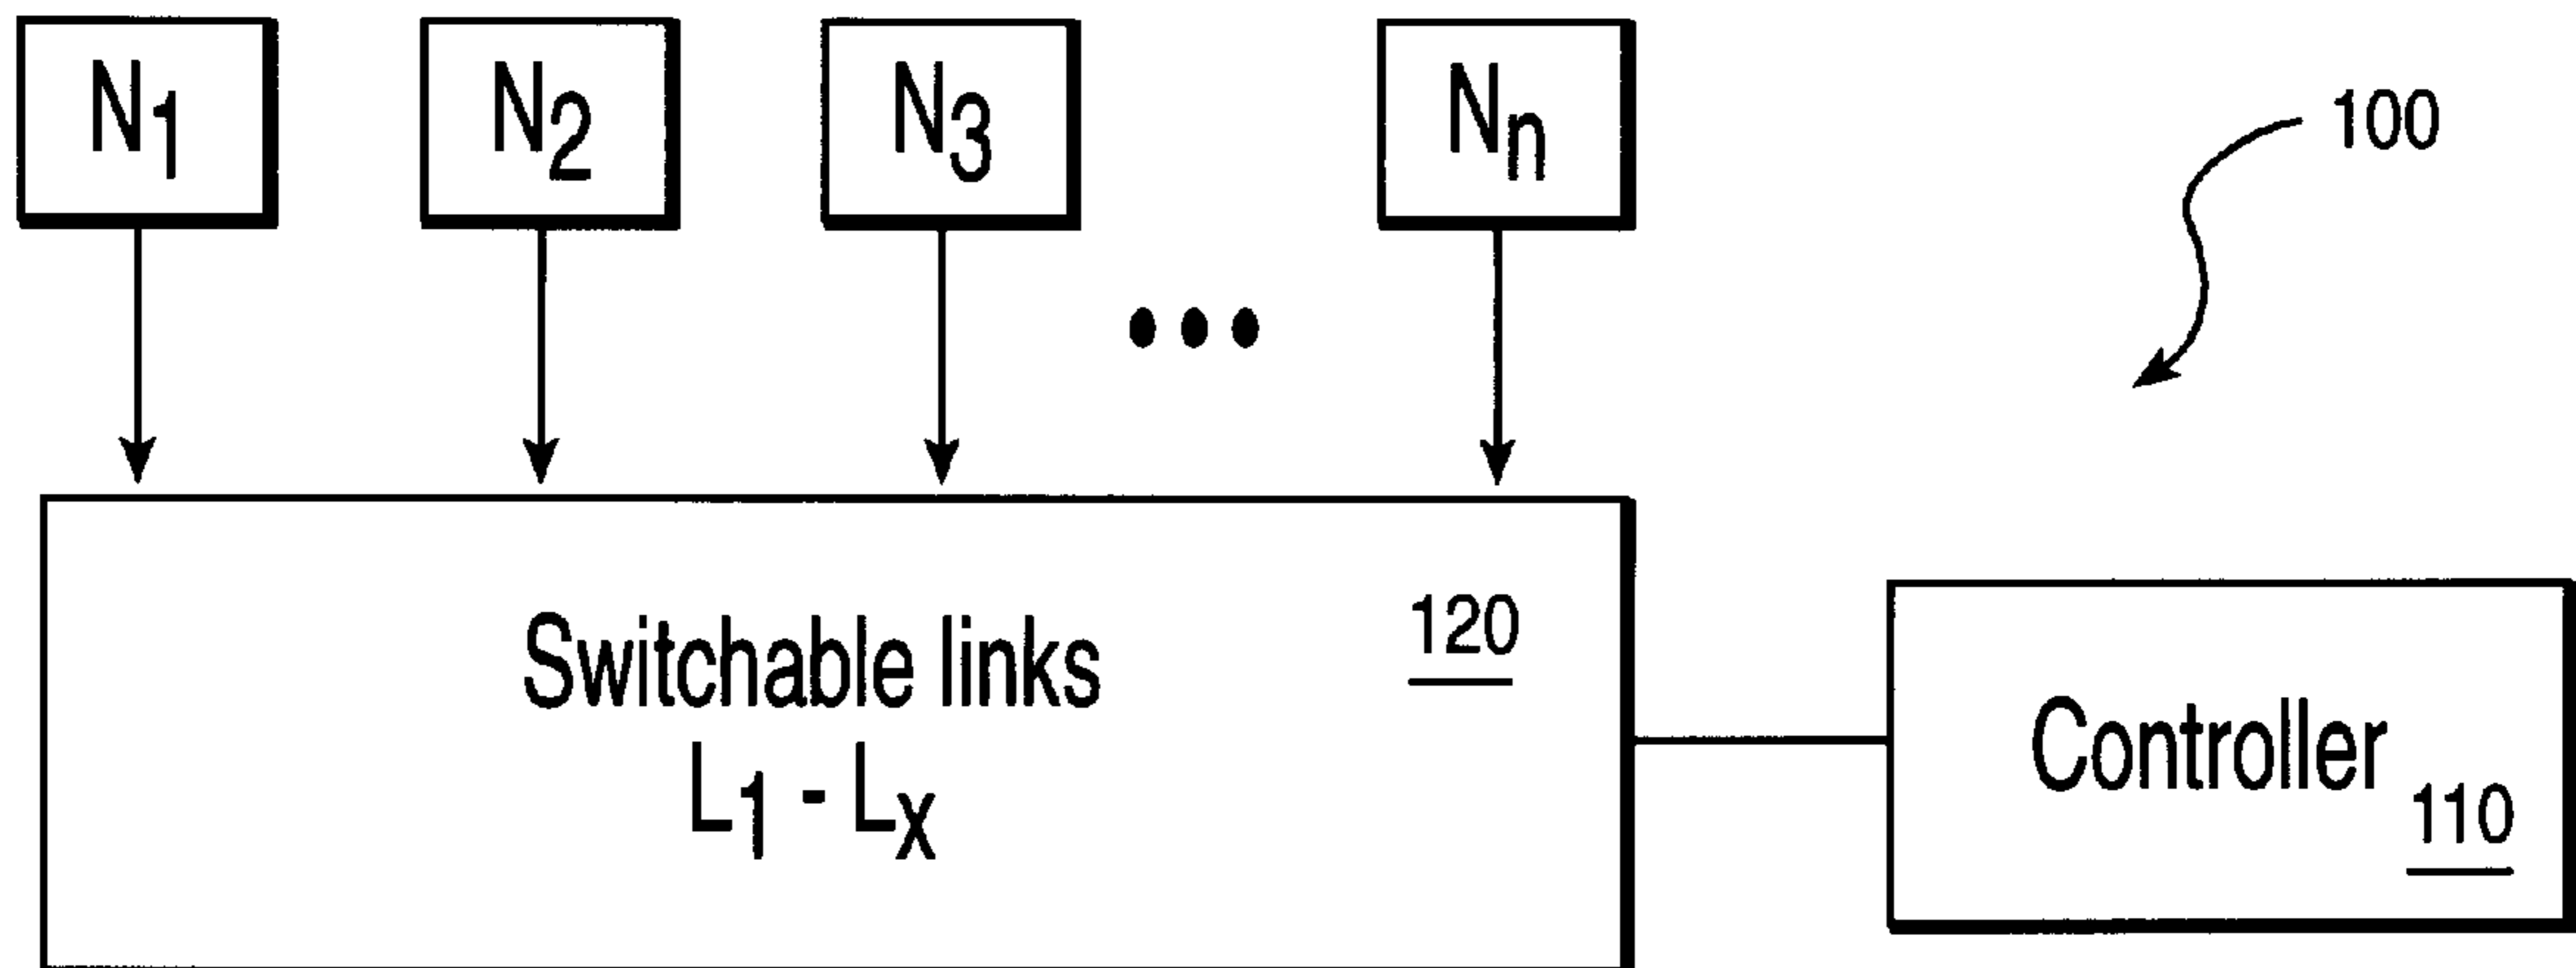 N1 N2 N3 Nn
100
Switchable links 120
L1 - Lx
Controller 110